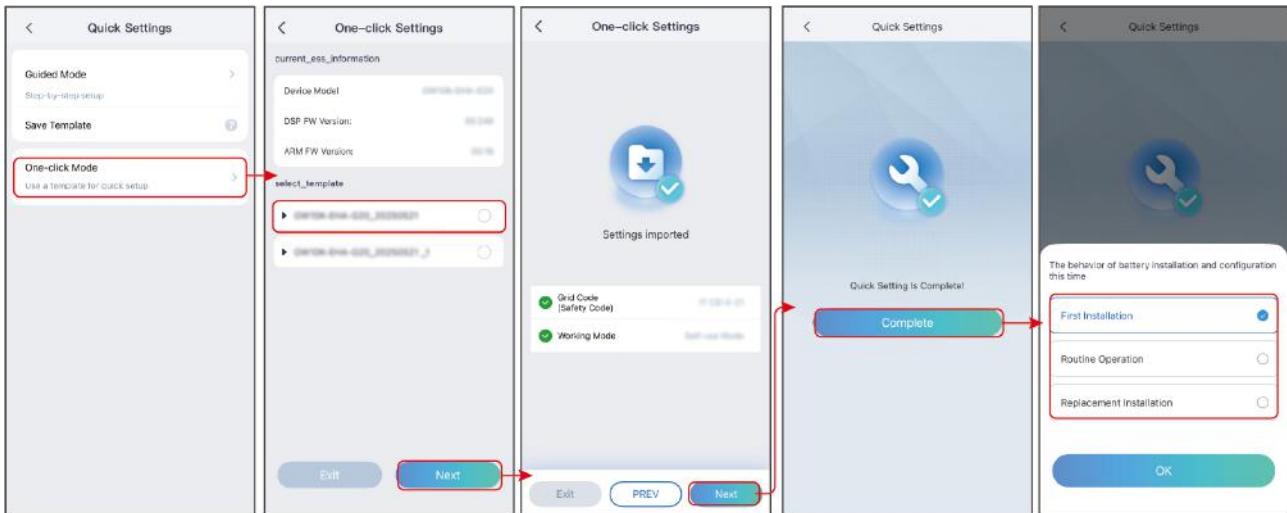 Quick Settings
Guided Mode
Step-by-step setup
Save Template
One-click Mode
Use a template for quick setup
One-click Settings
current_ess_information
Device Model
DSP FW Version:
ARM FW Version:
select_template
Exit
Next
One-click Settings
Settings imported
Grid Code
(Safety Code)
Working Mode
Exit
PREV
Next
Quick Settings
Quick Setting Is Complete!
Complete
Quick Settings
The behavior of battery installation and configuration
this time
First Installation
Routine Operation
Replacement Installation
OK